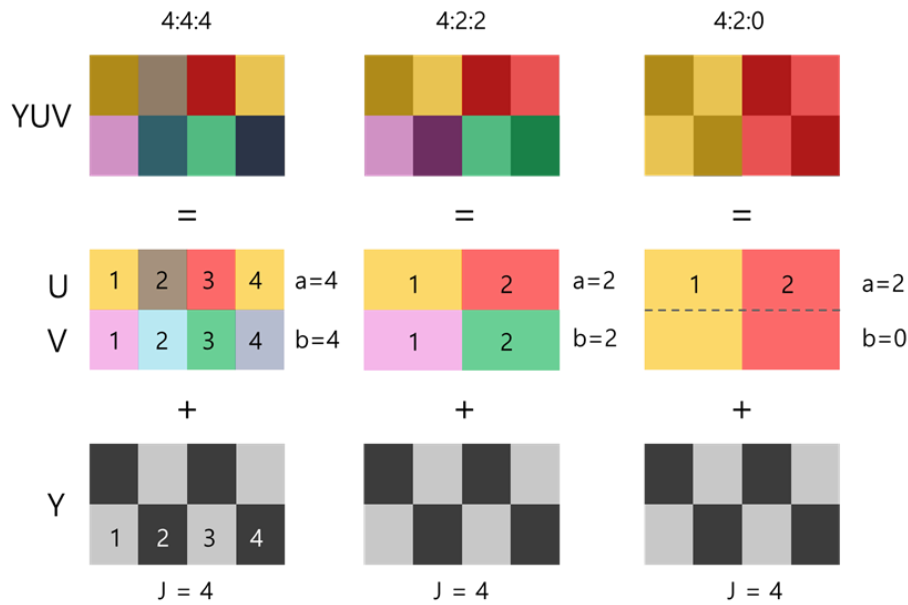 4:4:4 4:2:2 4:2:0
YUV
= = =
U 1 2 3 4 a=4 1 2 a=2 1 2 a=2
V 1 2 3 4 b=4 1 2 b=2 b=0
+ + +
Y
1 2 3 4
J = 4 J = 4 J = 4